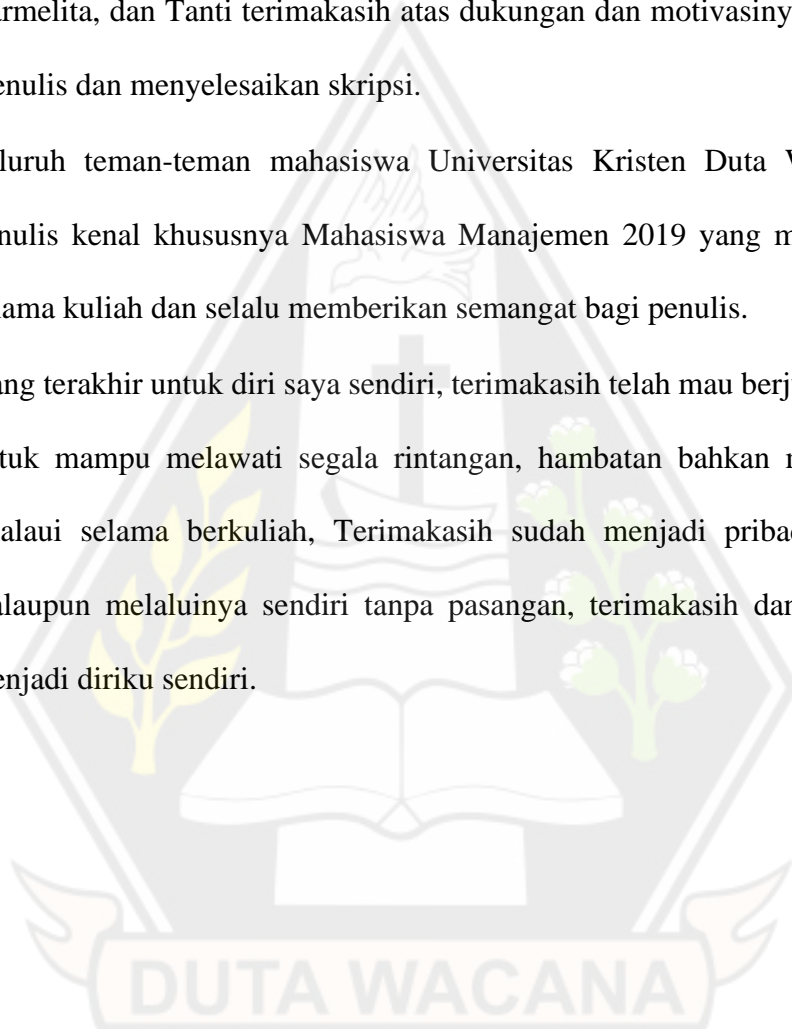 armelita, dan Tanti terimakasih atas dukungan dan motivasiny
enulis dan menyelesaikan skripsi.
luruh teman-teman mahasiswa Universitas Kristen Duta
nulis kenal khususnya Mahasiswa Manajemen 2019 yang m
lama kuliah dan selalu memberikan semangat bagi penulis.
ang terakhir untuk diri saya sendiri, terimakasih telah mau berj
tuk mampu melawati segala rintangan, hambatan bahkan
alaui selama berkuliah, Terimakasih sudah menjadi priba
alaupun melaluinya sendiri tanpa pasangan, terimakasih dan
enjadi diriku sendiri.
DUTA WACANA